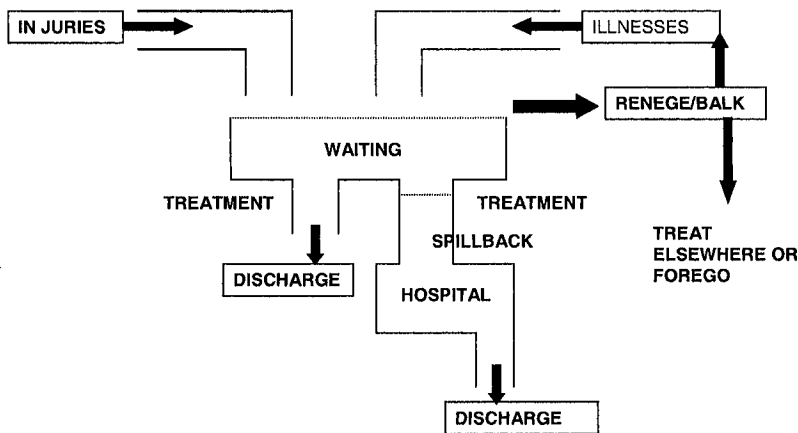 IN JURIES
ILLNESSES
RENEGE/BALK
WAITING
TREATMENT
TREATMENT
SPILLBACK
TREAT
ELSEWHERE OR
FOREGO
DISCHARGE
HOSPITAL
DISCHARGE